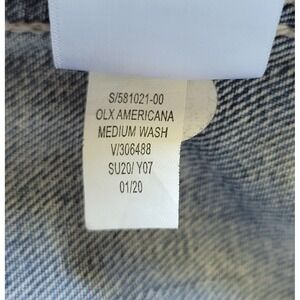 S/581021-00
OLX AMERICANA
MEDIUM WASH
V/306488
SU20/ Y07
01/20